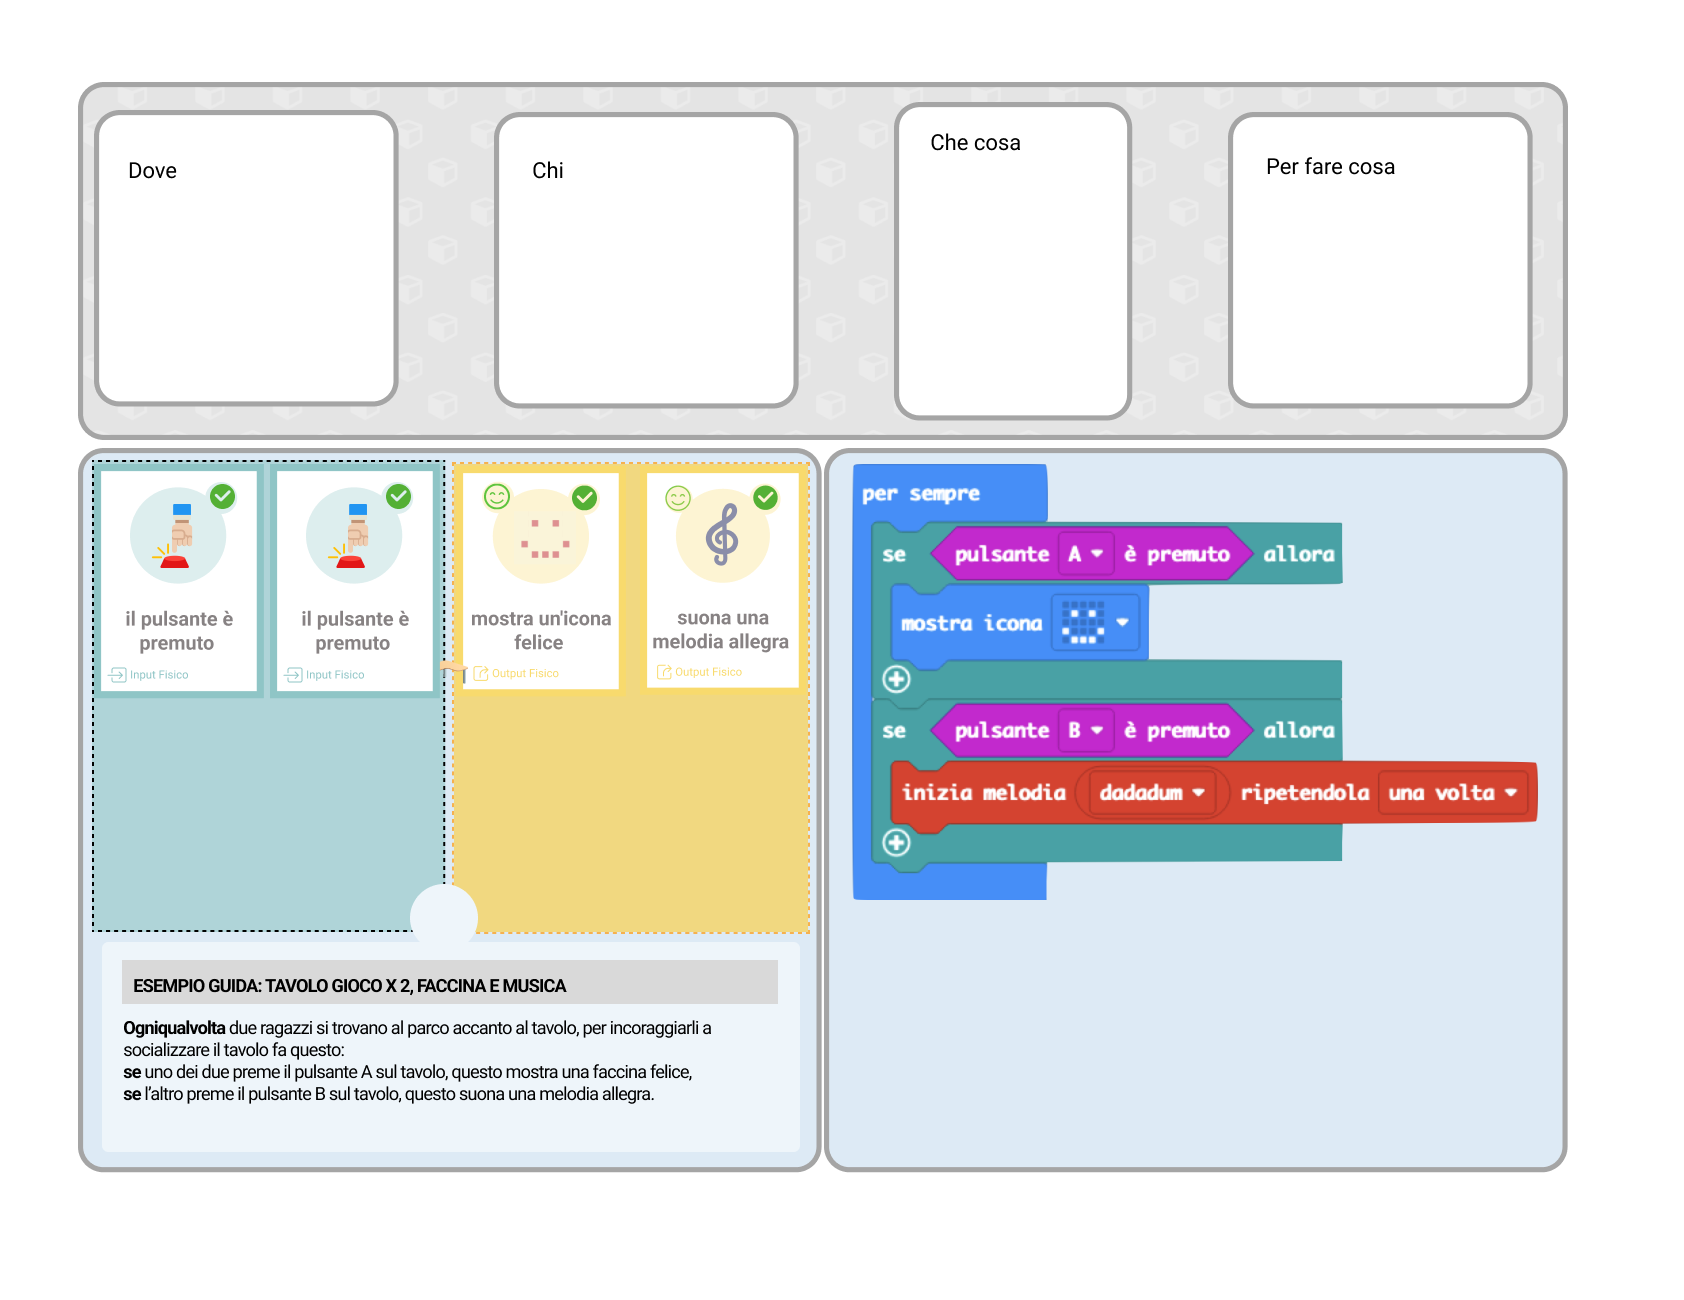 Dove
Chi
Che cosa
Per fare cosa
il pulsante è
premuto
Input Fisico
il pulsante è
premuto
Input Fisico
mostra un'icona
felice
Output Fisico
suona una
melodia allegra
Output Fisico
ESEMPIO GUIDA: TAVOLO GIOCO X 2, FACCINA E MUSICA
Ogniqualvolta due ragazzi si trovano al parco accanto al tavolo, per incoraggiarli a
socializzare il tavolo fa questo:
se uno dei due preme il pulsante A sul tavolo, questo mostra una faccina felice,
se l’altro preme il pulsante B sul tavolo, questo suona una melodia allegra.
per sempre
se pulsante A è premuto allora
mostra icona
se pulsante B è premuto allora
inizia melodia dadadum ripetendola una volta